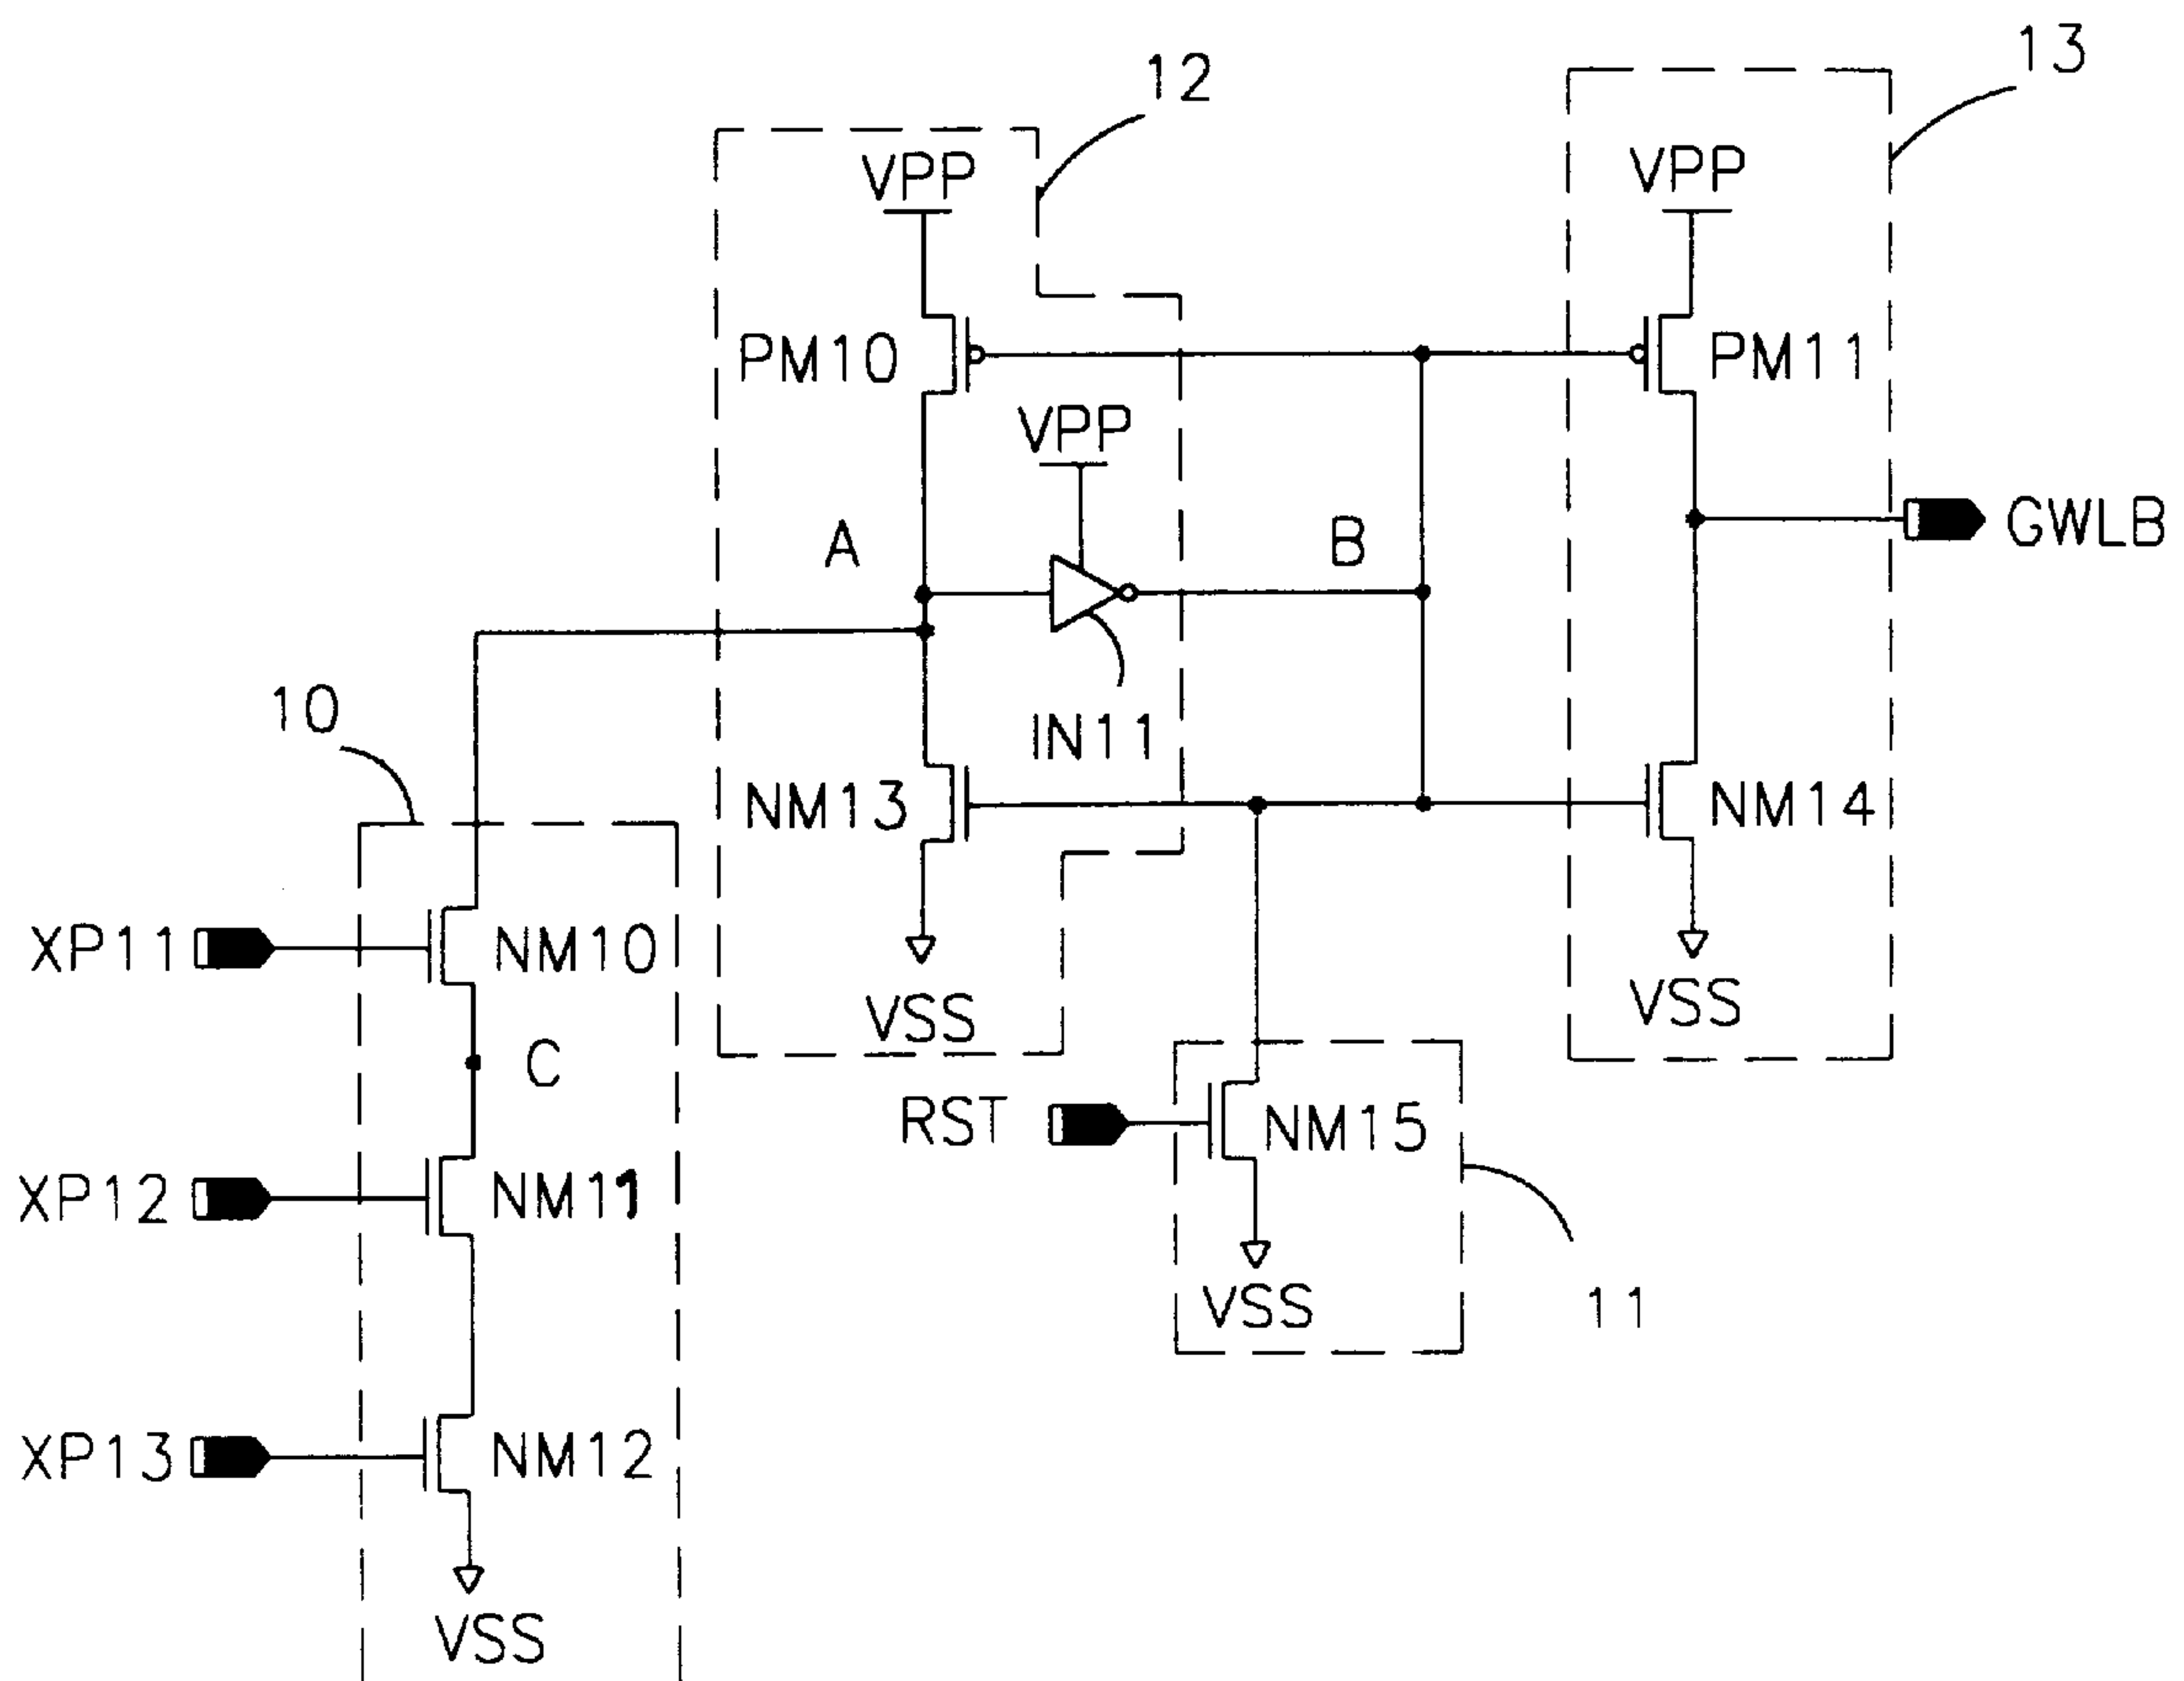 13
12
VPP
VPP
PM10
PM11
VPP
A
B
GWLB
10
IN11
NM13
NM14
XP11
NM10
VSS
VSS
C
RST
NM15
XP12
NM11
VSS
11
XP13
NM12
VSS